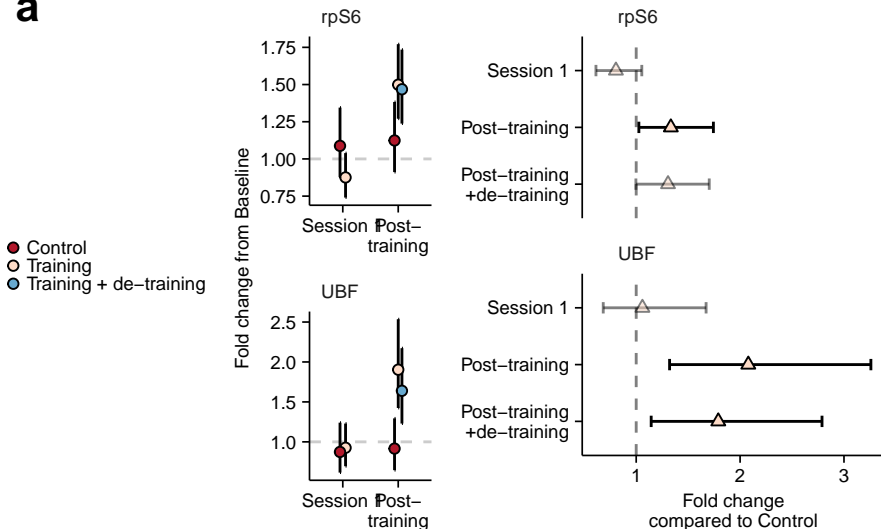 a
rpS6
1.75
1.50
1.25
1.00
0.75
Session 1
Post−
training
Fold change from Baseline
Control
Training
Training + de−training
UBF
2.5
2.0
1.5
1.0
Session 1
Post−
training
rpS6
Session 1
Post−training
Post−training
+de−training
UBF
Session 1
Post−training
Post−training
+de−training
1
2
3
Fold change
compared to Control